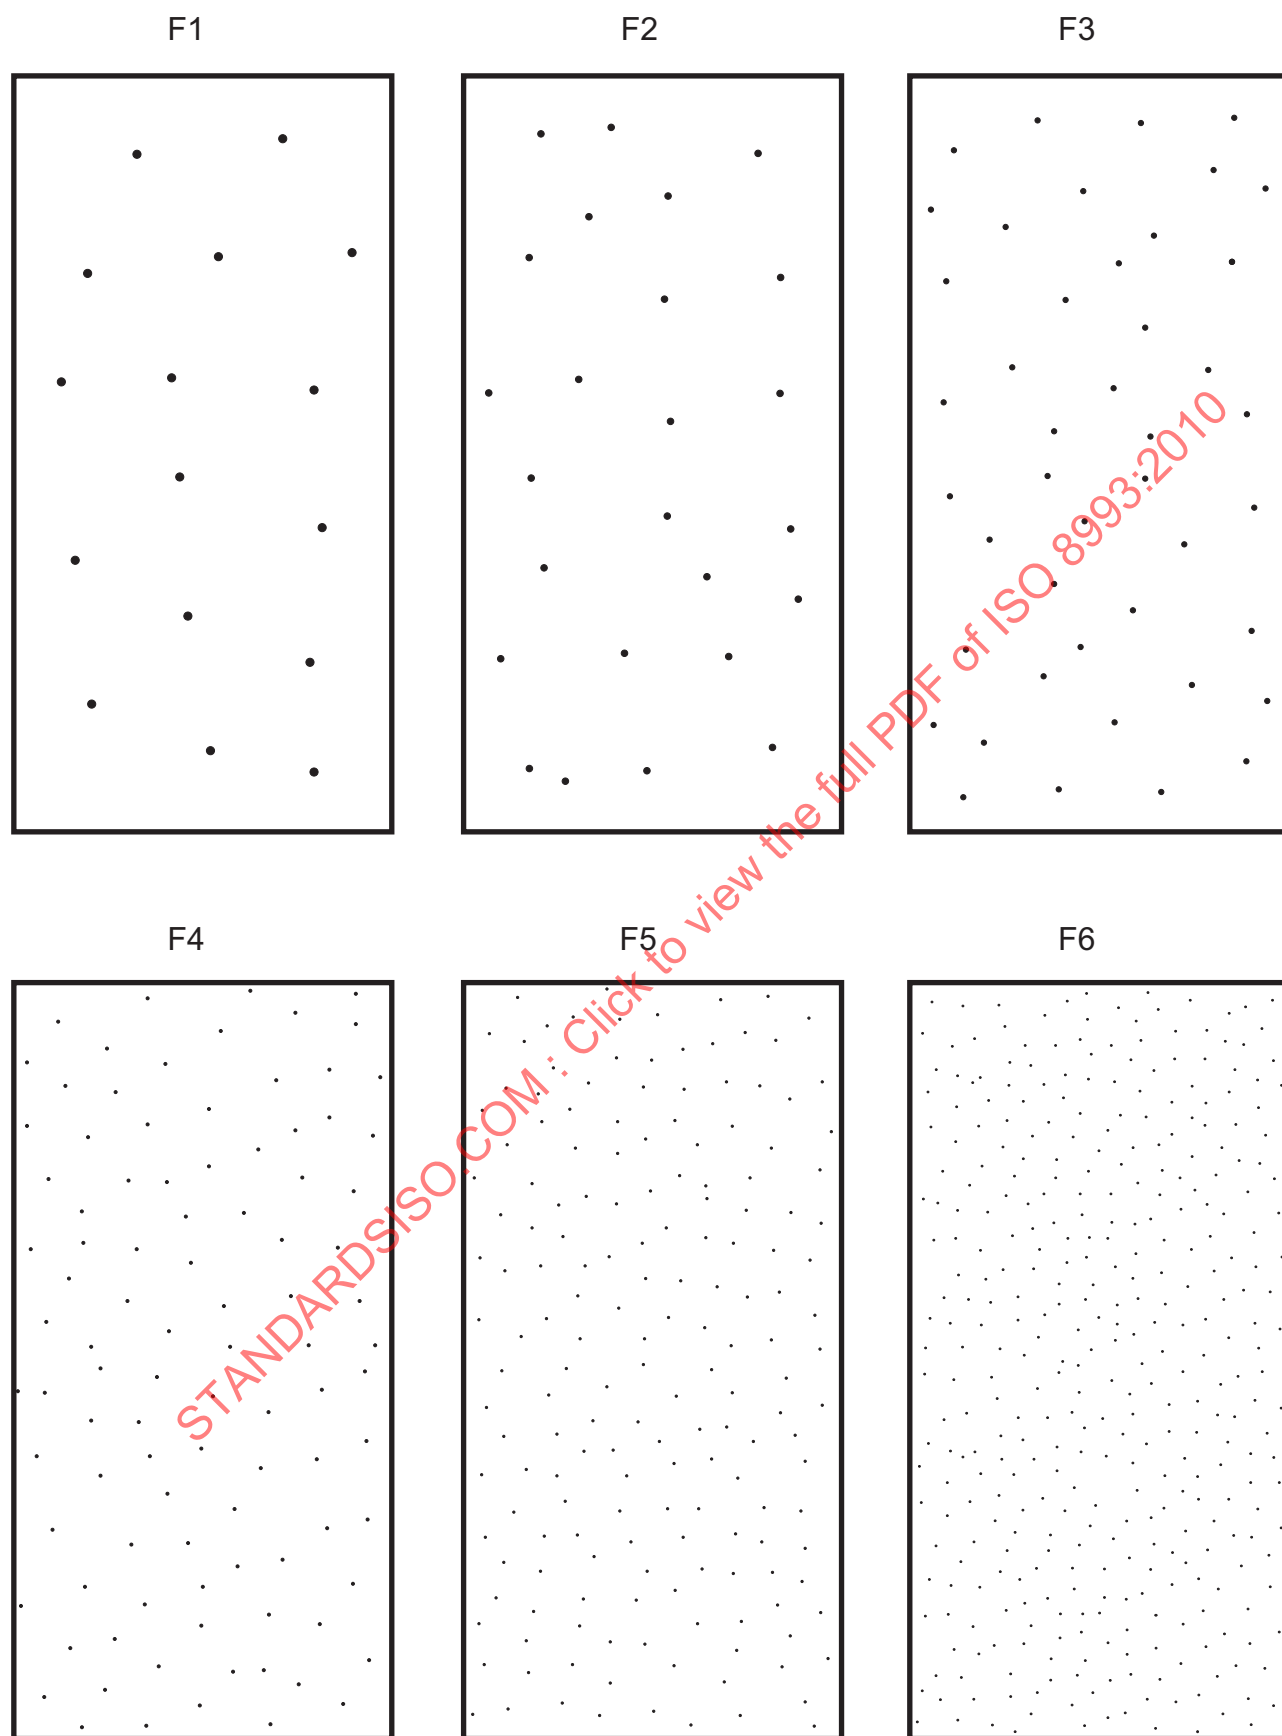 F1
F2
F3
F4
F5
F6
STANDARDSISO.COM : Click to view the full PDF of ISO 8993:2010